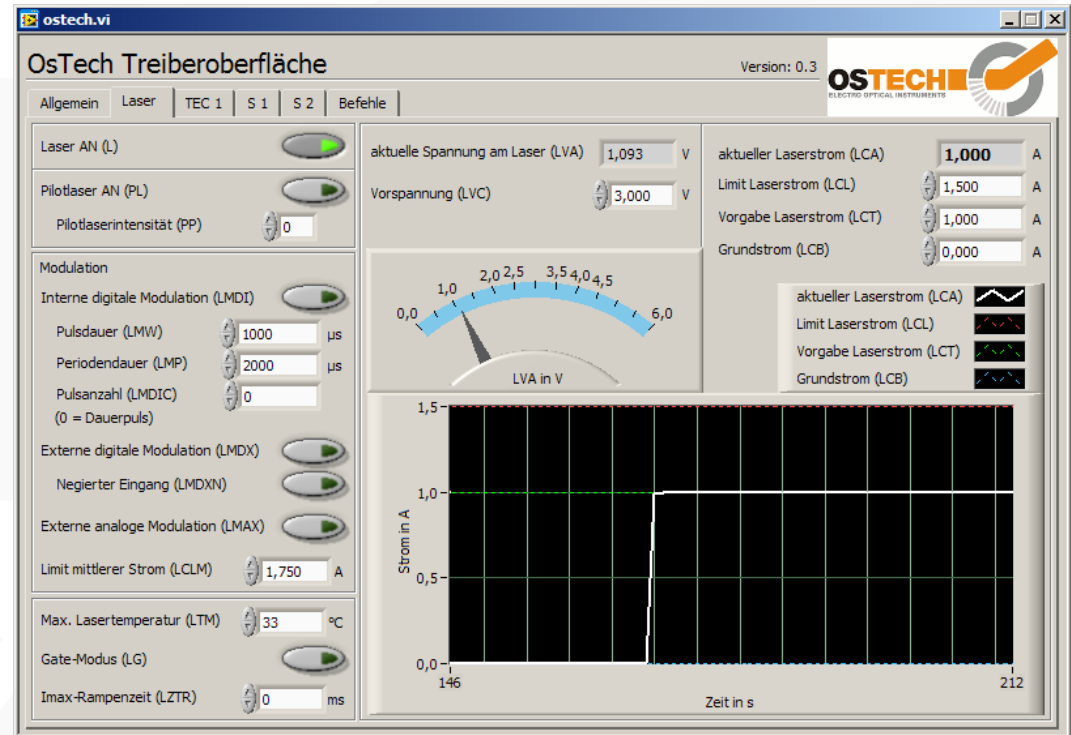 ostech.vi
OsTech Treiberoberfläche
Version: 0.3
OSTECH
ELECTRO OPTICAL INSTRUMENTS
Allgemein Laser TEC 1 S 1 S 2 Befehle
Laser AN (L)
Pilotlaser AN (PL)
Pilotlaserintensität (PP) 0
Modulation
Interne digitale Modulation (LMDI)
Pulsdauer (LMW) 1000 µs
Periodendauer (LMP) 2000 µs
Pulsanzahl (LMDIC) 0
(0 = Dauerpuls)
Externe digitale Modulation (LMDX)
Negierter Eingang (LMDXN)
Externe analoge Modulation (LMAX)
Limit mittlerer Strom (LCLM) 1,750 A
Max. Lasertemperatur (LTM) 33 °C
Gate-Modus (LG)
Imax-Rampenzeit (LZTR) 0 ms
aktuelle Spannung am Laser (LVA) 1,093 V
Vorspannung (LVC) 3,000 V
0,0 1,0 2,0 2,5 3,5 4,0 4,5 6,0
LVA in V
aktueller Laserstrom (LCA) 1,000 A
Limit Laserstrom (LCL) 1,500 A
Vorgabe Laserstrom (LCT) 1,000 A
Grundstrom (LCB) 0,000 A
aktueller Laserstrom (LCA)
Limit Laserstrom (LCL)
Vorgabe Laserstrom (LCT)
Grundstrom (LCB)
1,5
1,0
0,5
0,0
Strom in A
146 212
Zeit in s